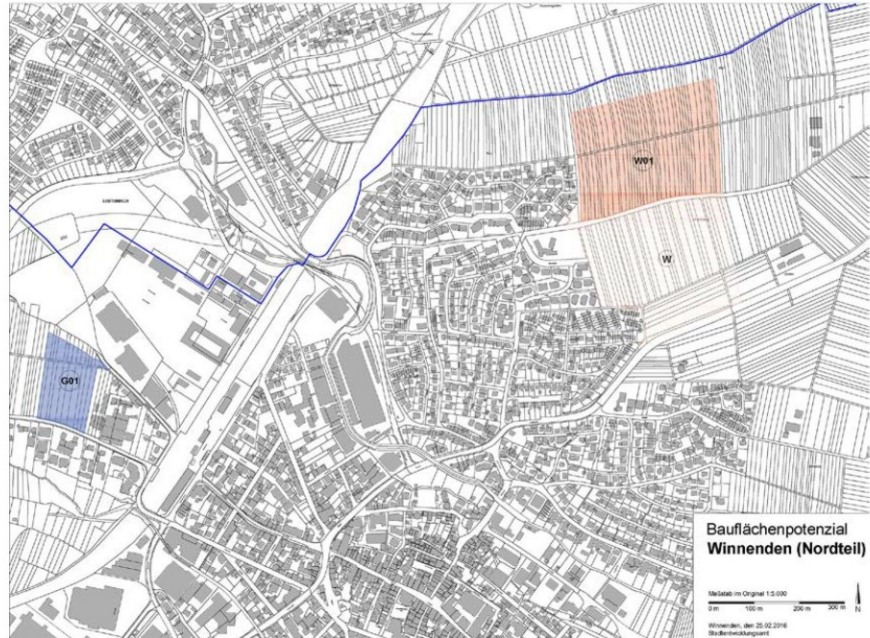 W01
W
G01
Bauflächenpotenzial
Winnenden (Nordteil)
Maßstab im Original 1:5.000
0 m 100 m 200 m 300 m
N
Winnenden, den 25.02.2016
Stadtentwicklungsamt